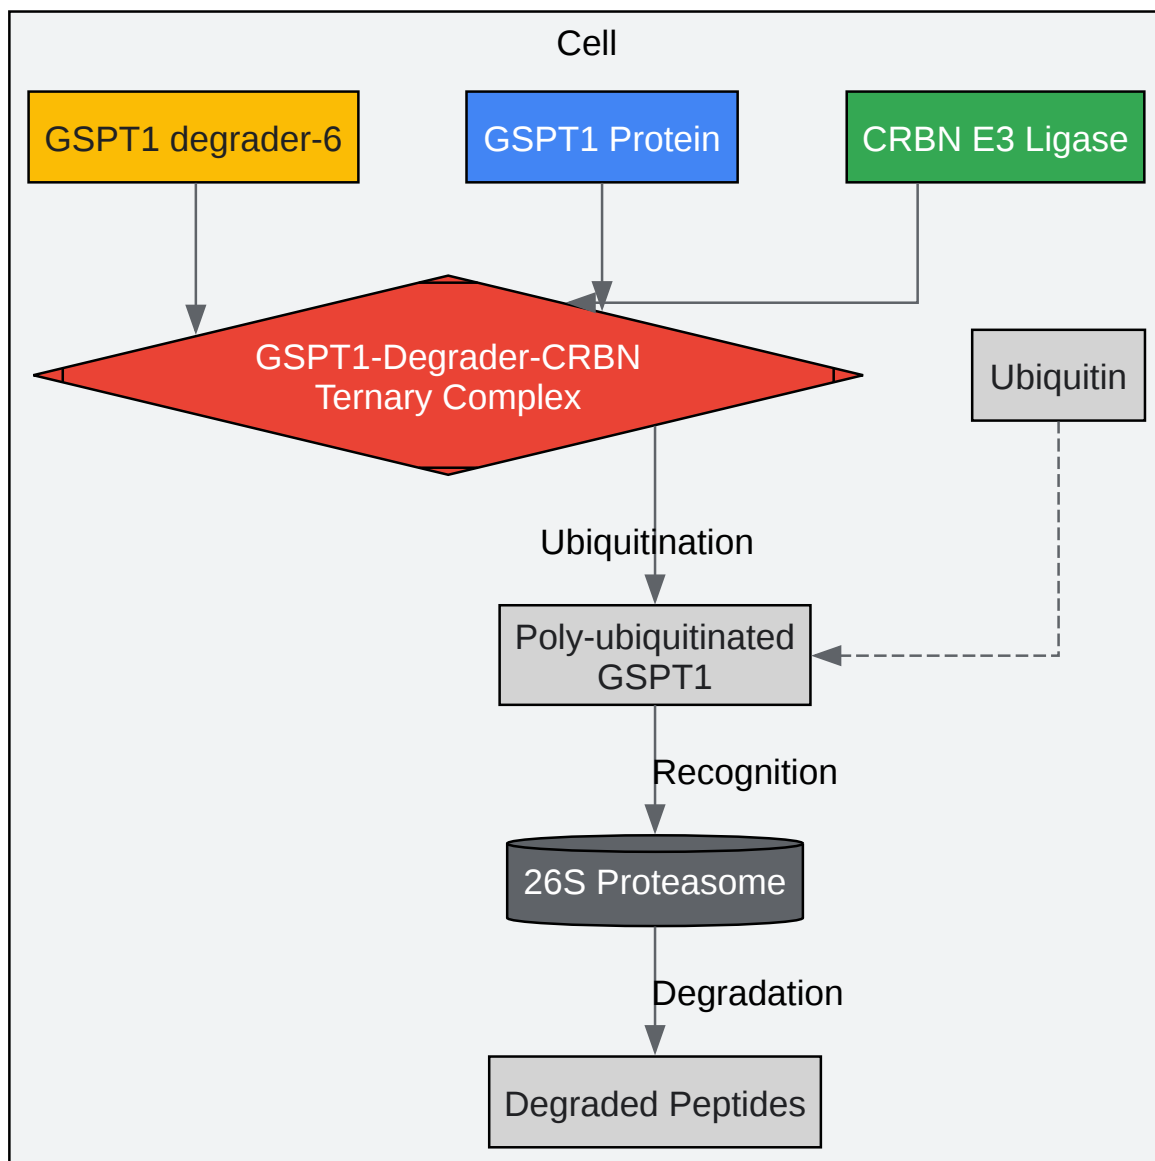 Cell
GSPT1 degrader-6
GSPT1 Protein
CRBN E3 Ligase
GSPT1-Degrader-CRBN
Ternary Complex
Ubiquitin
Ubiquitination
Poly-ubiquitinated
GSPT1
Recognition
26S Proteasome
Degradation
Degraded Peptides